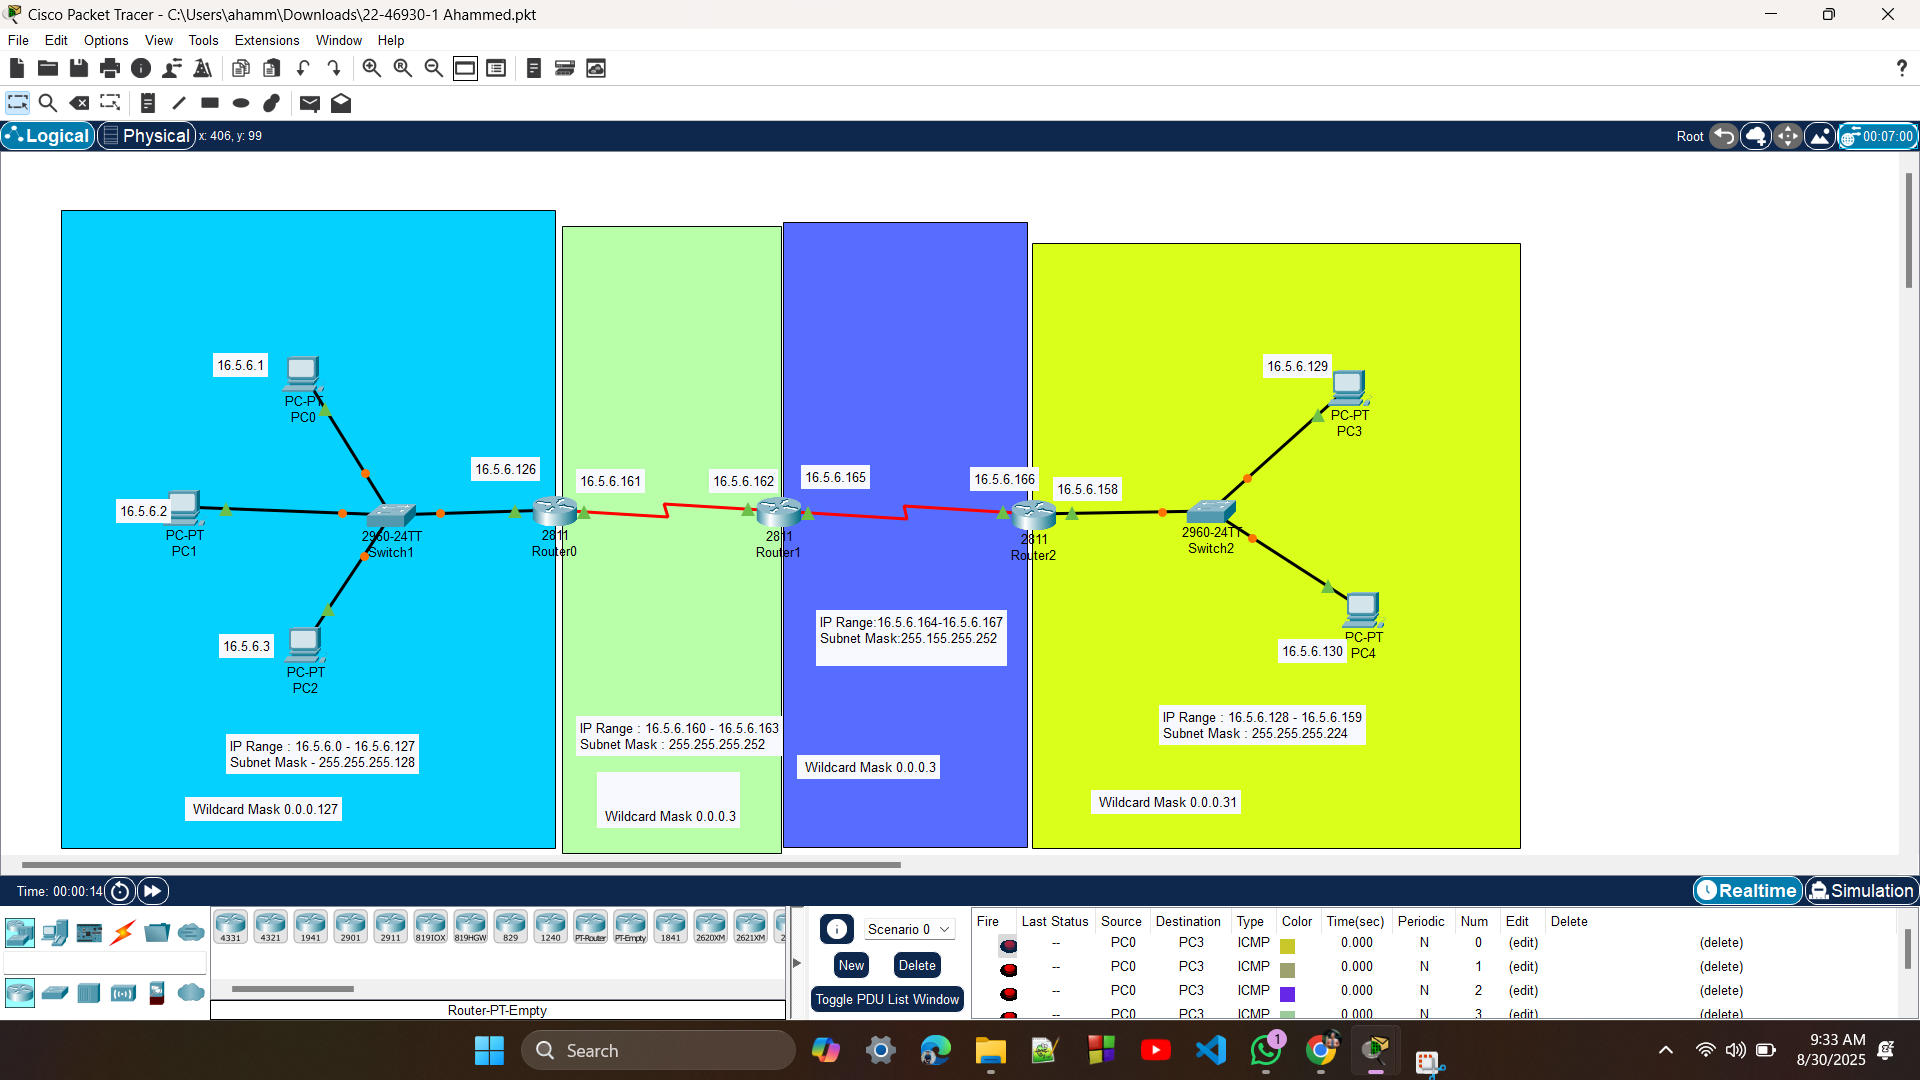 Cisco Packet Tracer - C:\Users\ahamm\Downloads\22-46930-1 Ahammed.pkt
File Edit Options View Tools Extensions Window Help
?
Logical Physical x: 406, y: 99 Root 00:07:00
16.5.6.1
PC-PT
PC0
16.5.6.2
PC-PT
PC1
16.5.6.3
PC-PT
PC2
2960-24TT
Switch1
16.5.6.126
2811
Router0
IP Range : 16.5.6.0 - 16.5.6.127
Subnet Mask - 255.255.255.128
Wildcard Mask 0.0.0.127
16.5.6.161
16.5.6.162
2811
Router1
IP Range : 16.5.6.160 - 16.5.6.163
Subnet Mask : 255.255.255.252
Wildcard Mask 0.0.0.3
16.5.6.165
16.5.6.166
2811
Router2
IP Range:16.5.6.164-16.5.6.167
Subnet Mask:255.155.255.252
Wildcard Mask 0.0.0.3
16.5.6.158
2960-24TT
Switch2
16.5.6.129
PC-PT
PC3
16.5.6.130
PC-PT
PC4
IP Range : 16.5.6.128 - 16.5.6.159
Subnet Mask : 255.255.255.224
Wildcard Mask 0.0.0.31
Time: 00:00:14 Realtime Simulation
4331 4321 1941 2901 2911 819IOX 819HGW 829 1240 PT-Router PT-Empty 1841 2620XM 2621XM 2
Router-PT-Empty
Scenario 0
New Delete
Toggle PDU List Window
Fire Last Status Source Destination Type Color Time(sec) Periodic Num Edit Delete
-- PC0 PC3 ICMP 0.000 N 0 (edit) (delete)
-- PC0 PC3 ICMP 0.000 N 1 (edit) (delete)
-- PC0 PC3 ICMP 0.000 N 2 (edit) (delete)
-- PC0 PC3 ICMP 0.000 N 3 (edit) (delete)
Search 1
9:33 AM
8/30/2025